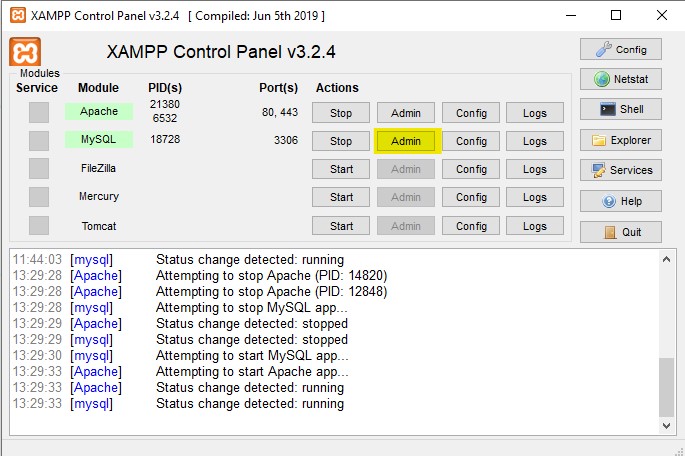 XAMPP Control Panel v3.2.4 [ Compiled: Jun 5th 2019 ]
XAMPP Control Panel v3.2.4
Config
Modules
Service Module PID(s) Port(s) Actions
Netstat
Apache 21380 6532 80, 443 Stop Admin Config Logs
Shell
MySQL 18728 3306 Stop Admin Config Logs
Explorer
FileZilla Start Admin Config Logs
Services
Mercury Start Admin Config Logs
Help
Tomcat Start Admin Config Logs
Quit
11:44:03 [mysql] Status change detected: running
13:29:28 [Apache] Attempting to stop Apache (PID: 14820)
13:29:28 [Apache] Attempting to stop Apache (PID: 12848)
13:29:28 [mysql] Attempting to stop MySQL app...
13:29:29 [Apache] Status change detected: stopped
13:29:29 [mysql] Status change detected: stopped
13:29:30 [mysql] Attempting to start MySQL app...
13:29:33 [Apache] Attempting to start Apache app...
13:29:33 [Apache] Status change detected: running
13:29:33 [mysql] Status change detected: running